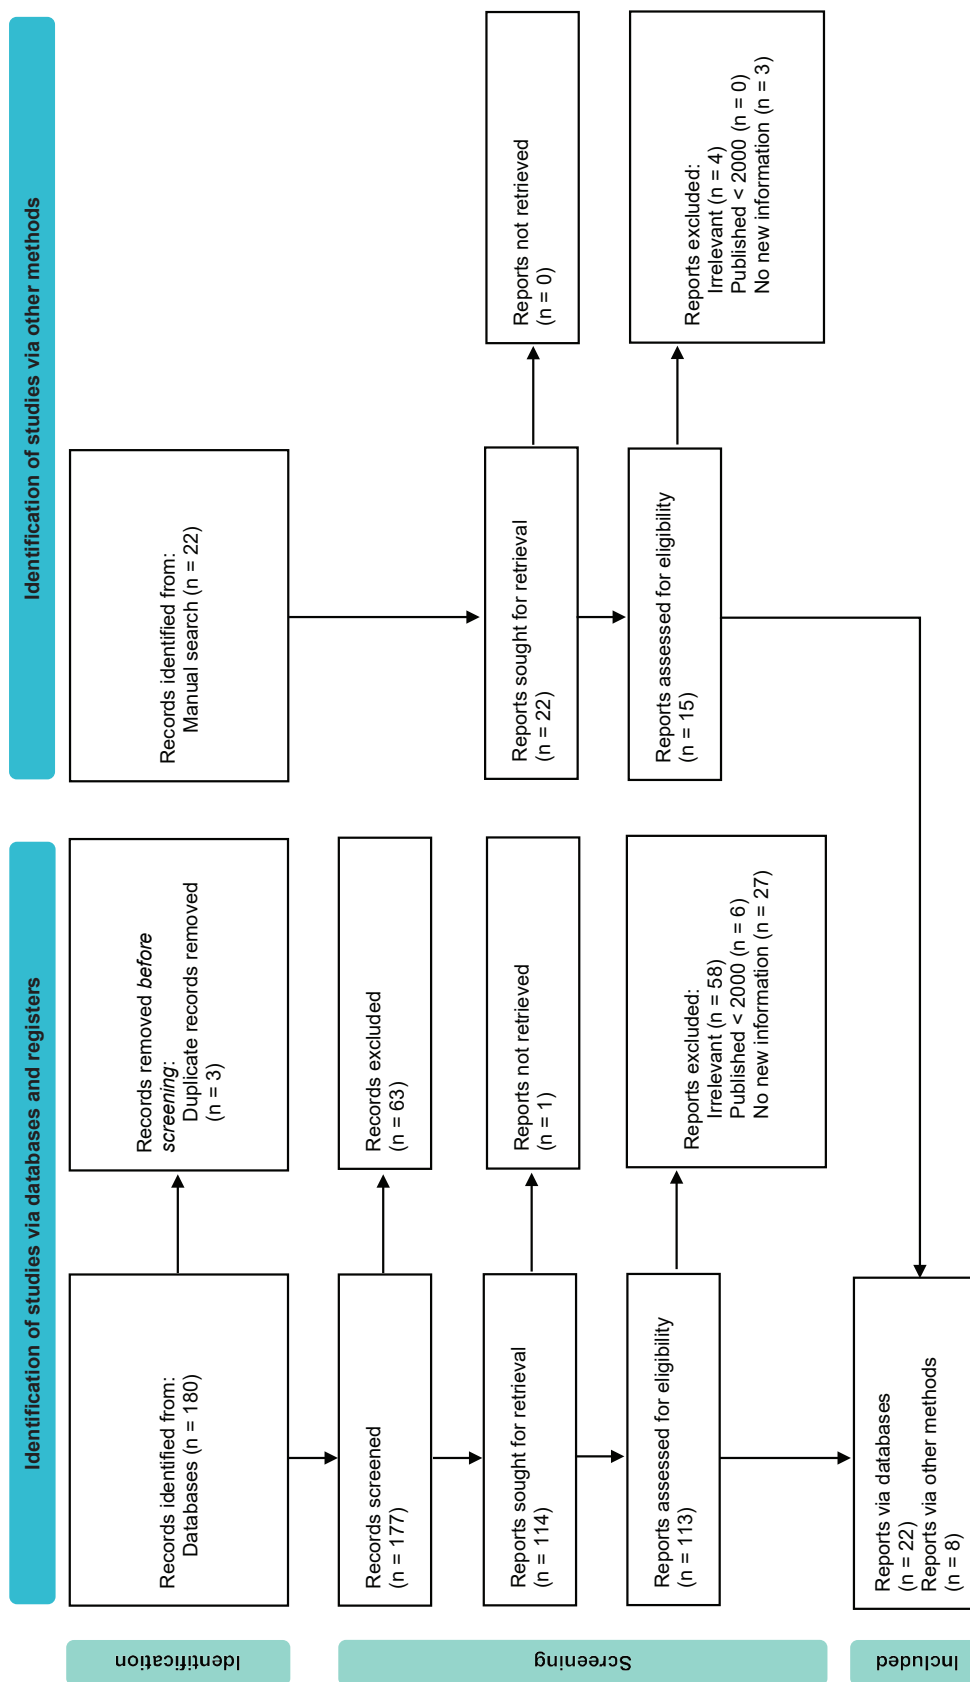 Identification of studies via databases and registers
Identification of studies via other methods
Identification
Records identified from:
Databases (n = 180)
Records removed before
screening:
Duplicate records removed
(n = 3)
Records identified from:
Manual search (n = 22)
Screening
Records screened
(n = 177)
Records excluded
(n = 63)
Reports sought for retrieval
(n = 114)
Reports not retrieved
(n = 1)
Reports sought for retrieval
(n = 22)
Reports not retrieved
(n = 0)
Reports assessed for eligibility
(n = 113)
Reports excluded:
Irrelevant (n = 58)
Published < 2000 (n = 6)
No new information (n = 27)
Reports assessed for eligibility
(n = 15)
Reports excluded:
Irrelevant (n = 4)
Published < 2000 (n = 0)
No new information (n = 3)
Included
Reports via databases
(n = 22)
Reports via other methods
(n = 8)